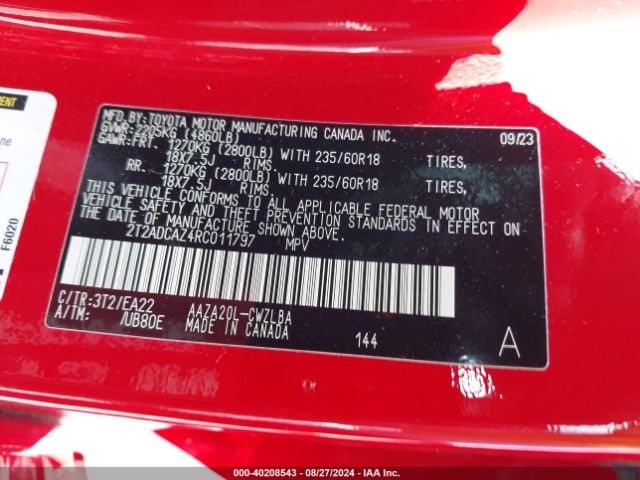 MFD.BY:TOYOTA MOTOR MANUFACTURING CANADA INC. 09/23
GVWR:2205KG (4860LB)
GAWR:FRT. 1270KG (2800LB) WITH 235/60R18 TIRES,
18X7.5J RIMS.
RR. 1270KG (2800LB) WITH 235/60R18 TIRES,
18X7.5J RIMS.
THIS VEHICLE CONFORMS TO ALL APPLICABLE FEDERAL MOTOR
VEHICLE SAFETY AND THEFT PREVENTION STANDARDS IN EFFECT ON
THE DATE OF MANUFACTURE SHOWN ABOVE.
2T2ADCAZ4RC011797 MPV
C/TR:3T2/EA22 AAZA20L-CWZLBA
A/TM: /UB80E MADE IN CANADA 144 A
F6020
000-40208543 / 08/27/2024 - IAA Inc.